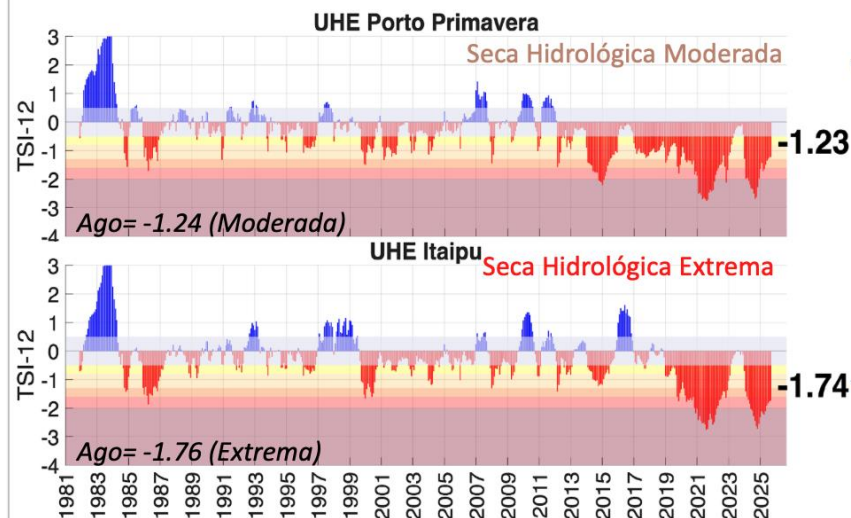 UHE Porto Primavera
Seca Hidrológica Moderada
3
2
1
0
-1
-2
-3
-4
TSI-12
-1.23
Ago= -1.24 (Moderada)
UHE Itaipu
Seca Hidrológica Extrema
3
2
1
0
-1
-2
-3
-4
TSI-12
-1.74
Ago= -1.76 (Extrema)
1981 1983 1985 1987 1989 1991 1993 1995 1997 1999 2001 2003 2005 2007 2009 2011 2013 2015 2017 2019 2021 2023 2025